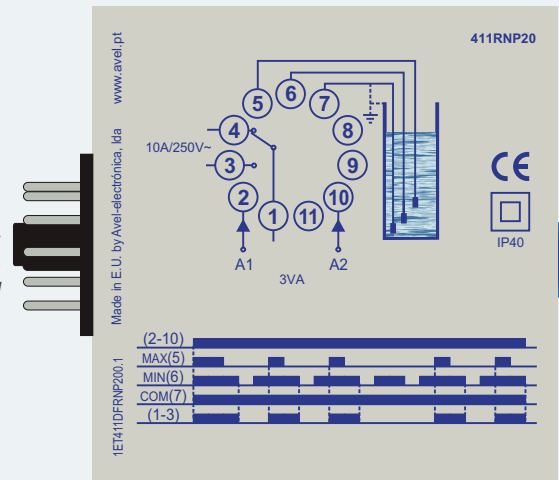 411RNP20
www.avel.pt
Made in E.U. by Avel-electrónica, lda
1ET411DFRNP200.1
5
6
7
4
8
10A/250V~
3
9
2
10
1
11
A1
A2
3VA
CE
IP40
(2-10)
MAX(5)
MIN(6)
COM(7)
(1-3)